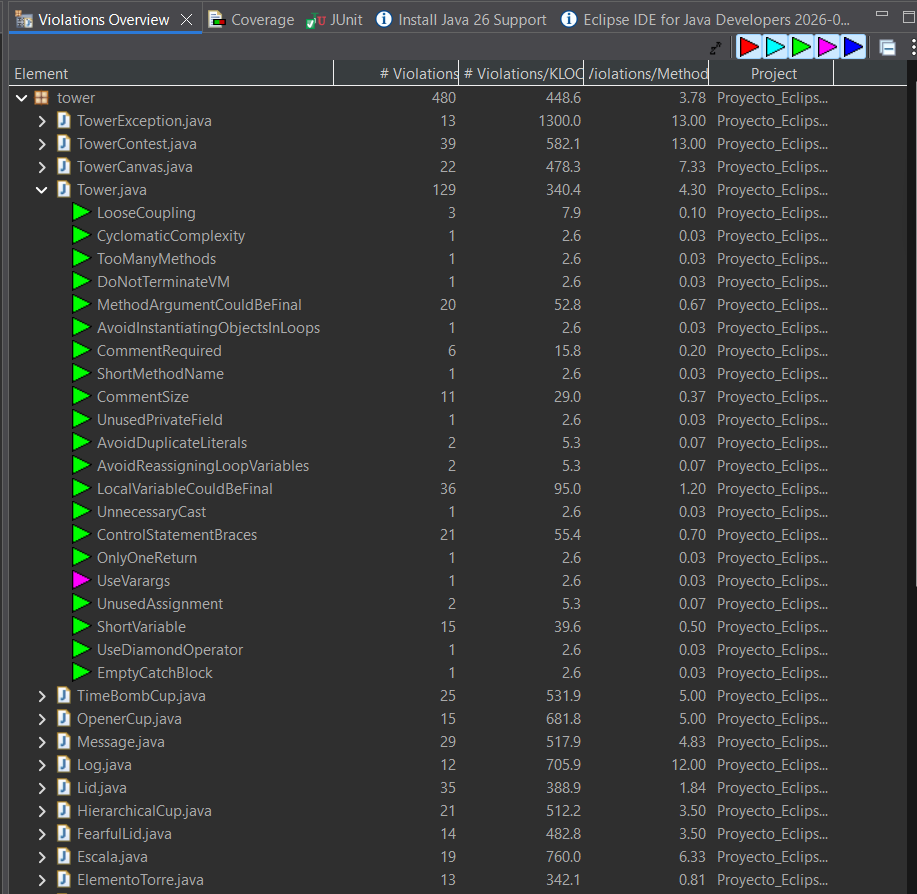 Violations Overview Coverage JUnit Install Java 26 Support Eclipse IDE for Java Developers 2026-0...
Element # Violations # Violations/KLOC /iolations/Method Project
tower 480 448.6 3.78 Proyecto_Eclips...
TowerException.java 13 1300.0 13.00 Proyecto_Eclips...
TowerContest.java 39 582.1 13.00 Proyecto_Eclips...
TowerCanvas.java 22 478.3 7.33 Proyecto_Eclips...
Tower.java 129 340.4 4.30 Proyecto_Eclips...
LooseCoupling 3 7.9 0.10 Proyecto_Eclips...
CyclomaticComplexity 1 2.6 0.03 Proyecto_Eclips...
TooManyMethods 1 2.6 0.03 Proyecto_Eclips...
DoNotTerminateVM 1 2.6 0.03 Proyecto_Eclips...
MethodArgumentCouldBeFinal 20 52.8 0.67 Proyecto_Eclips...
AvoidInstantiatingObjectsInLoops 1 2.6 0.03 Proyecto_Eclips...
CommentRequired 6 15.8 0.20 Proyecto_Eclips...
ShortMethodName 1 2.6 0.03 Proyecto_Eclips...
CommentSize 11 29.0 0.37 Proyecto_Eclips...
UnusedPrivateField 1 2.6 0.03 Proyecto_Eclips...
AvoidDuplicateLiterals 2 5.3 0.07 Proyecto_Eclips...
AvoidReassigningLoopVariables 2 5.3 0.07 Proyecto_Eclips...
LocalVariableCouldBeFinal 36 95.0 1.20 Proyecto_Eclips...
UnnecessaryCast 1 2.6 0.03 Proyecto_Eclips...
ControlStatementBraces 21 55.4 0.70 Proyecto_Eclips...
OnlyOneReturn 1 2.6 0.03 Proyecto_Eclips...
UseVarargs 1 2.6 0.03 Proyecto_Eclips...
UnusedAssignment 2 5.3 0.07 Proyecto_Eclips...
ShortVariable 15 39.6 0.50 Proyecto_Eclips...
UseDiamondOperator 1 2.6 0.03 Proyecto_Eclips...
EmptyCatchBlock 1 2.6 0.03 Proyecto_Eclips...
TimeBombCup.java 25 531.9 5.00 Proyecto_Eclips...
OpenerCup.java 15 681.8 5.00 Proyecto_Eclips...
Message.java 29 517.9 4.83 Proyecto_Eclips...
Log.java 12 705.9 12.00 Proyecto_Eclips...
Lid.java 35 388.9 1.84 Proyecto_Eclips...
HierarchicalCup.java 21 512.2 3.50 Proyecto_Eclips...
FearfulLid.java 14 482.8 3.50 Proyecto_Eclips...
Escala.java 19 760.0 6.33 Proyecto_Eclips...
ElementoTorre.java 13 342.1 0.81 Proyecto_Eclips...